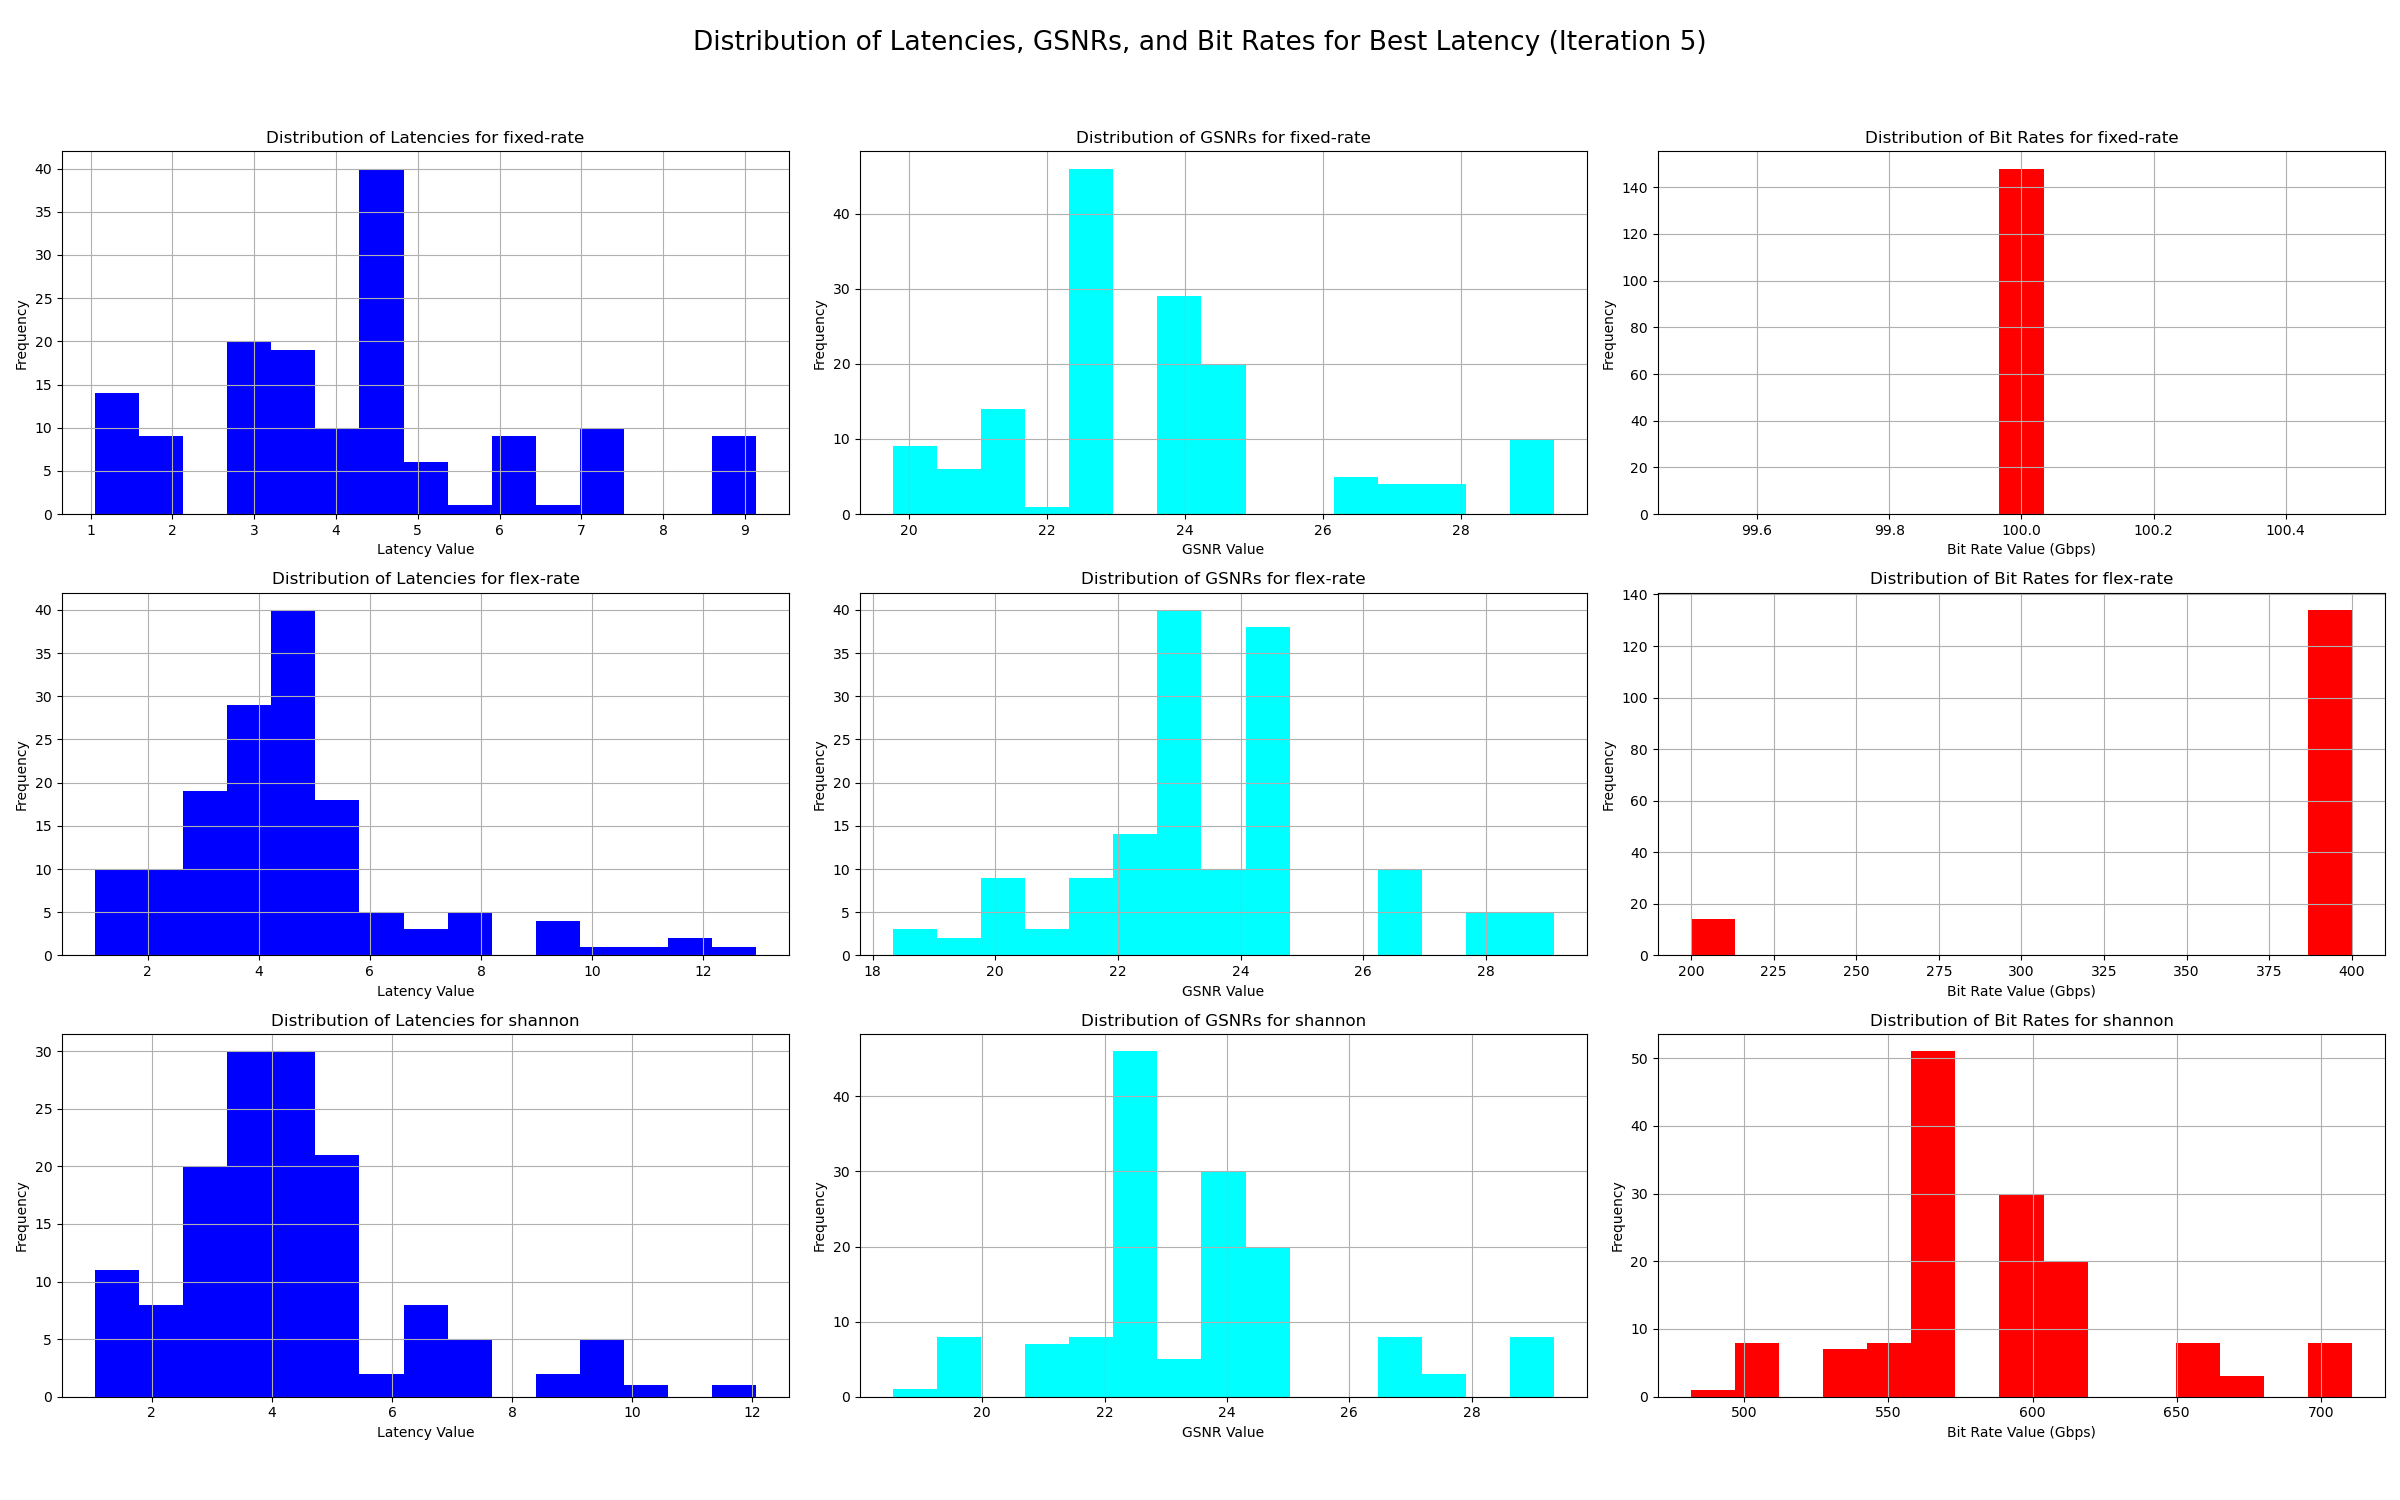 Distribution of Latencies, GSNRs, and Bit Rates for Best Latency (Iteration 5)
Distribution of Latencies for fixed-rate
Frequency
0 5 10 15 20 25 30 35 40
1 2 3 4 5 6 7 8 9
Latency Value
Distribution of GSNRs for fixed-rate
Frequency
0 10 20 30 40
20 22 24 26 28
GSNR Value
Distribution of Bit Rates for fixed-rate
Frequency
0 20 40 60 80 100 120 140
99.6 99.8 100.0 100.2 100.4
Bit Rate Value (Gbps)
Distribution of Latencies for flex-rate
Frequency
0 5 10 15 20 25 30 35 40
2 4 6 8 10 12
Latency Value
Distribution of GSNRs for flex-rate
Frequency
0 5 10 15 20 25 30 35 40
18 20 22 24 26 28
GSNR Value
Distribution of Bit Rates for flex-rate
Frequency
0 20 40 60 80 100 120 140
200 225 250 275 300 325 350 375 400
Bit Rate Value (Gbps)
Distribution of Latencies for shannon
Frequency
0 5 10 15 20 25 30
2 4 6 8 10 12
Latency Value
Distribution of GSNRs for shannon
Frequency
0 10 20 30 40
20 22 24 26 28
GSNR Value
Distribution of Bit Rates for shannon
Frequency
0 10 20 30 40 50
500 550 600 650 700
Bit Rate Value (Gbps)